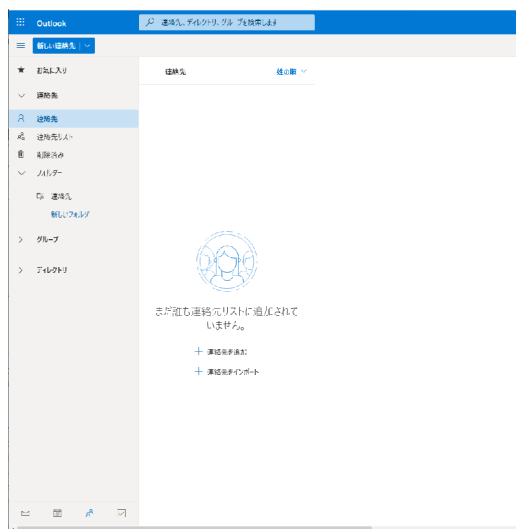 Outlook
連絡先、ディレクトリ、グループを検索します
新しい連絡先
お気に入り
連絡先
連絡先
連絡先リスト
削除済み
フォルダー
連絡先
新しいフォルダ
グループ
ディレクトリ
連絡先
姓の順
まだ誰も連絡先リストに追加されて
いません。
連絡先を追加
連絡先をインポート